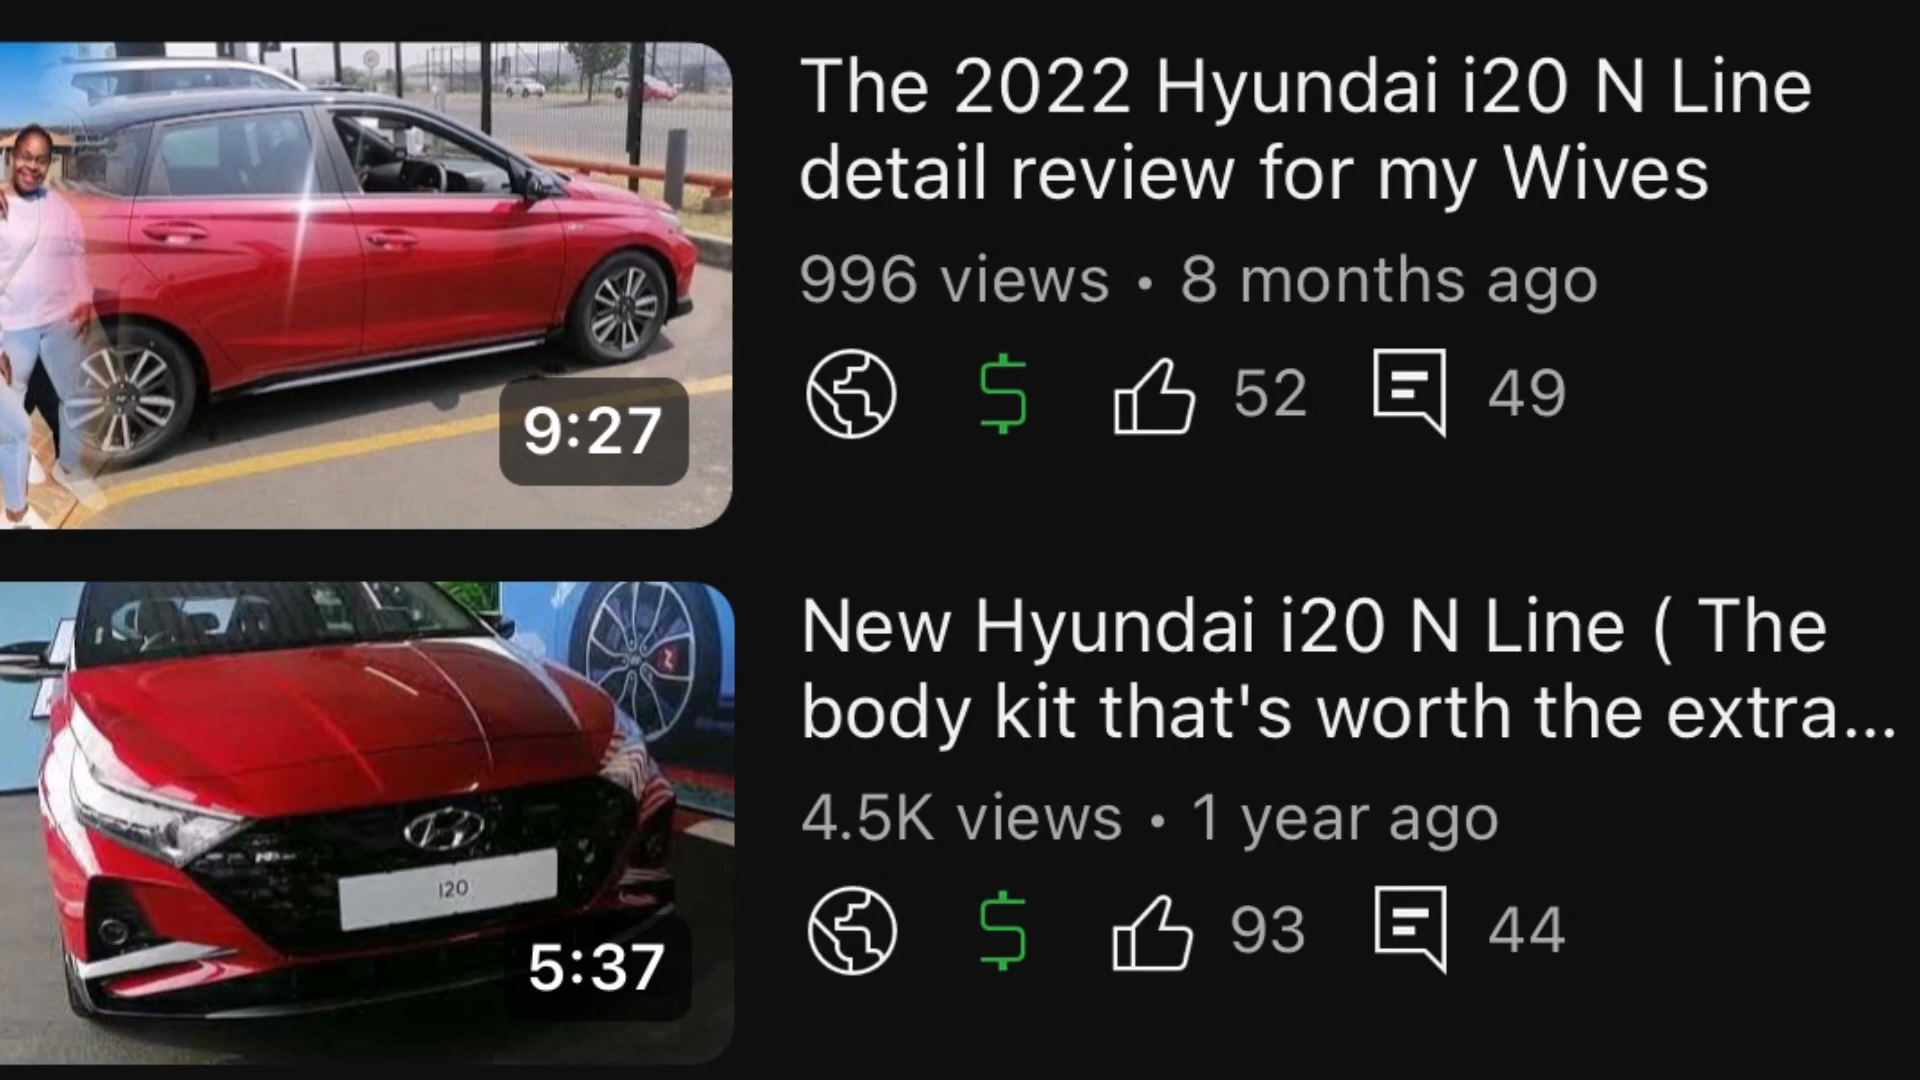 The 2022 Hyundai i20 N Line
detail review for my Wives
996 views • 8 months ago
52 49
9:27
New Hyundai i20 N Line ( The
body kit that's worth the extra...
4.5K views • 1 year ago
93 44
i20
5:37